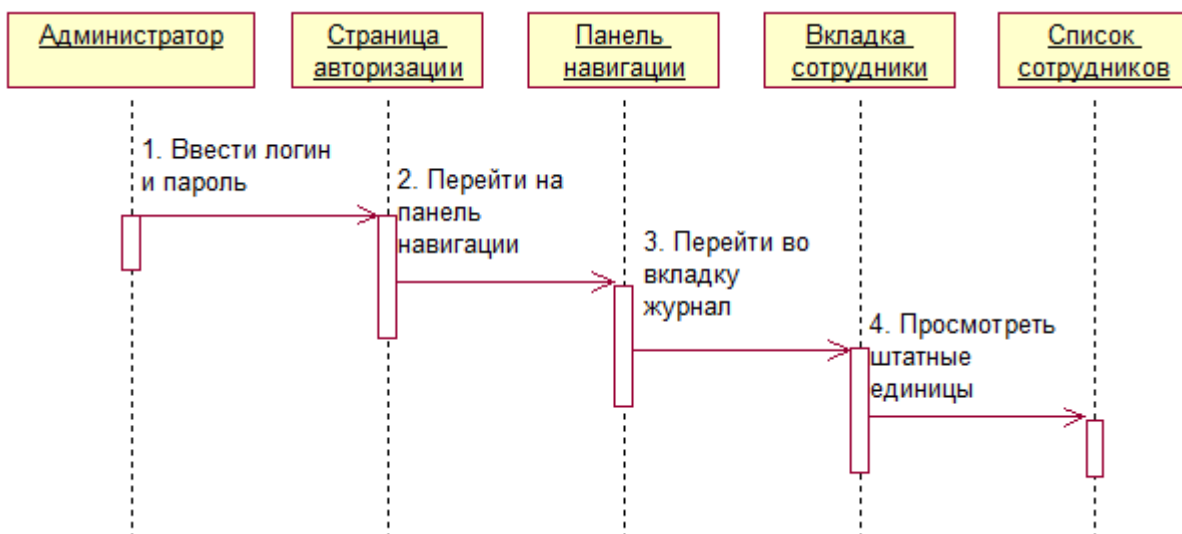 Администратор
Страница
авторизации
Панель
навигации
Вкладка
сотрудники
Список
сотрудников
1. Ввести логин
и пароль
2. Перейти на
панель
навигации
3. Перейти во
вкладку
журнал
4. Просмотреть
штатные
единицы